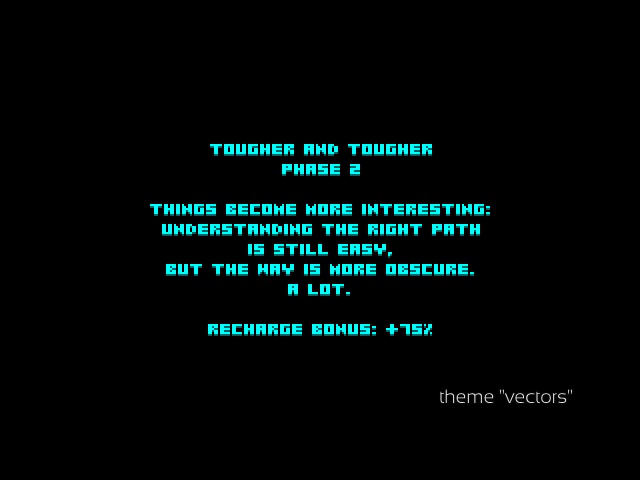 TOUGHER AND TOUGHER
PHASE 2
THINGS BECOME MORE INTERESTING:
UNDERSTANDING THE RIGHT PATH
IS STILL EASY,
BUT THE WAY IS MORE OBSCURE.
A LOT.
RECHARGE BONUS: +75%
theme "vectors"